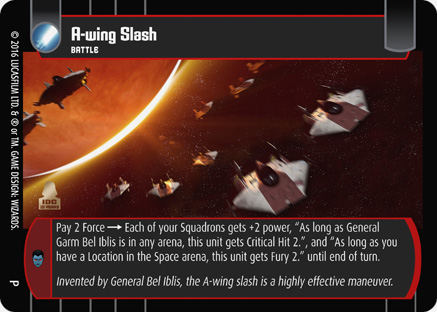 A-wing Slash
BATTLE
© 2016 LUCASFILM LTD. & ® or TM. GAME DESIGN: WIZARDS.
IDC
Pay 2 Force → Each of your Squadrons gets +2 power, “As long as General
Garm Bel Iblis is in any arena, this unit gets Critical Hit 2.”, and “As long as you
have a Location in the Space arena, this unit gets Fury 2.” until end of turn.
Invented by General Bel Iblis, the A-wing slash is a highly effective maneuver.
P